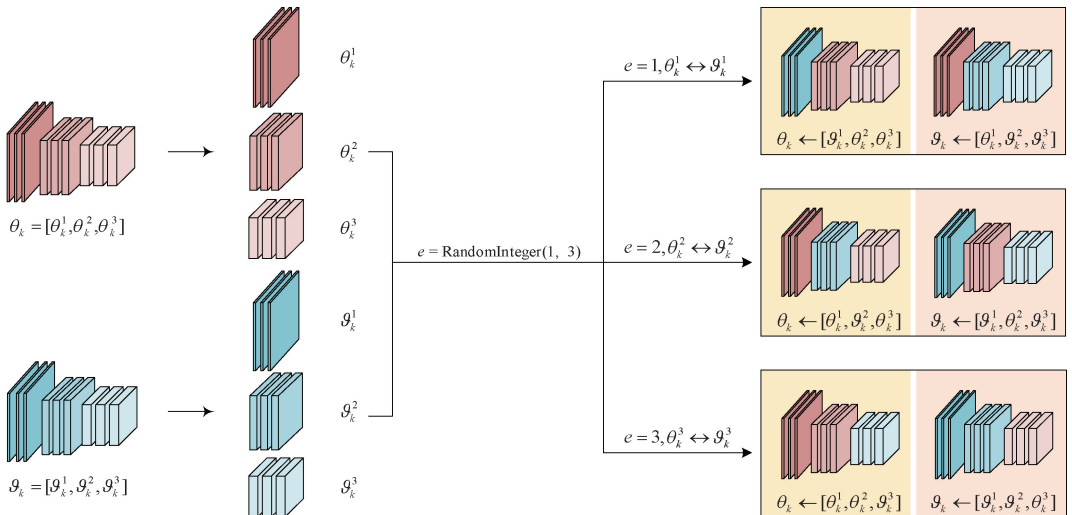 θ_k = [θ_k^1, θ_k^2, θ_k^3]
ϑ_k = [ϑ_k^1, ϑ_k^2, ϑ_k^3]
θ_k^1
θ_k^2
θ_k^3
ϑ_k^1
ϑ_k^2
ϑ_k^3
e = RandomInteger(1, 3)
e = 1, θ_k^1 ↔ ϑ_k^1
θ_k ← [ϑ_k^1, θ_k^2, θ_k^3]
ϑ_k ← [θ_k^1, ϑ_k^2, ϑ_k^3]
e = 2, θ_k^2 ↔ ϑ_k^2
θ_k ← [θ_k^1, ϑ_k^2, θ_k^3]
ϑ_k ← [ϑ_k^1, θ_k^2, ϑ_k^3]
e = 3, θ_k^3 ↔ ϑ_k^3
θ_k ← [θ_k^1, θ_k^2, ϑ_k^3]
ϑ_k ← [ϑ_k^1, ϑ_k^2, θ_k^3]